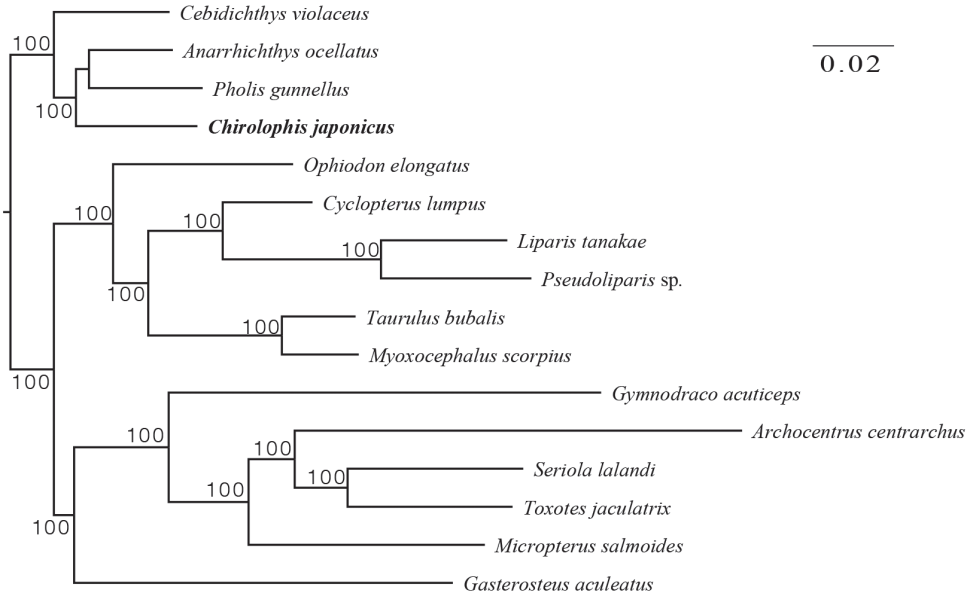 Cebidichthys violaceus
100
Anarrhichthys ocellatus
0.02
Pholis gunnellus
100
Chirolophis japonicus
Ophiodon elongatus
Cyclopterus lumpus
100
100
Liparis tanakae
100
Pseudoliparis sp.
100
Taurulus bubalis
100
Myoxocephalus scorpius
100
Gymnodraco acuticeps
Archocentrus centrarchus
100
100
Seriola lalandi
100
100
Toxotes jaculatrix
100
Micropterus salmoides
Gasterosteus aculeatus